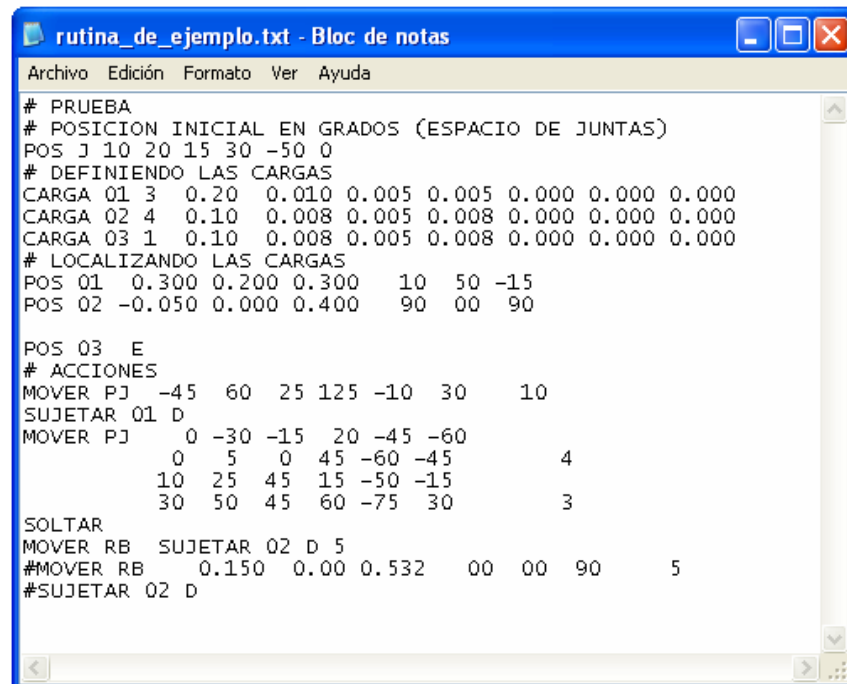 rutina_de_ejemplo.txt - Bloc de notas
Archivo Edición Formato Ver Ayuda
# PRUEBA
# POSICION INICIAL EN GRADOS (ESPACIO DE JUNTAS)
POS J 10 20 15 30 -50 0
# DEFINIENDO LAS CARGAS
CARGA 01 3 0.20 0.010 0.005 0.005 0.000 0.000 0.000
CARGA 02 4 0.10 0.008 0.005 0.008 0.000 0.000 0.000
CARGA 03 1 0.10 0.008 0.005 0.008 0.000 0.000 0.000
# LOCALIZANDO LAS CARGAS
POS 01 0.300 0.200 0.300 10 50 -15
POS 02 -0.050 0.000 0.400 90 00 90
POS 03 E
# ACCIONES
MOVER PJ -45 60 25 125 -10 30 10
SUJETAR 01 D
MOVER PJ 0 -30 -15 20 -45 -60
0 5 0 45 -60 -45 4
10 25 45 15 -50 -15
30 50 45 60 -75 30 3
SOLTAR
MOVER RB SUJETAR 02 D 5
#MOVER RB 0.150 0.00 0.532 00 00 90 5
#SUJETAR 02 D